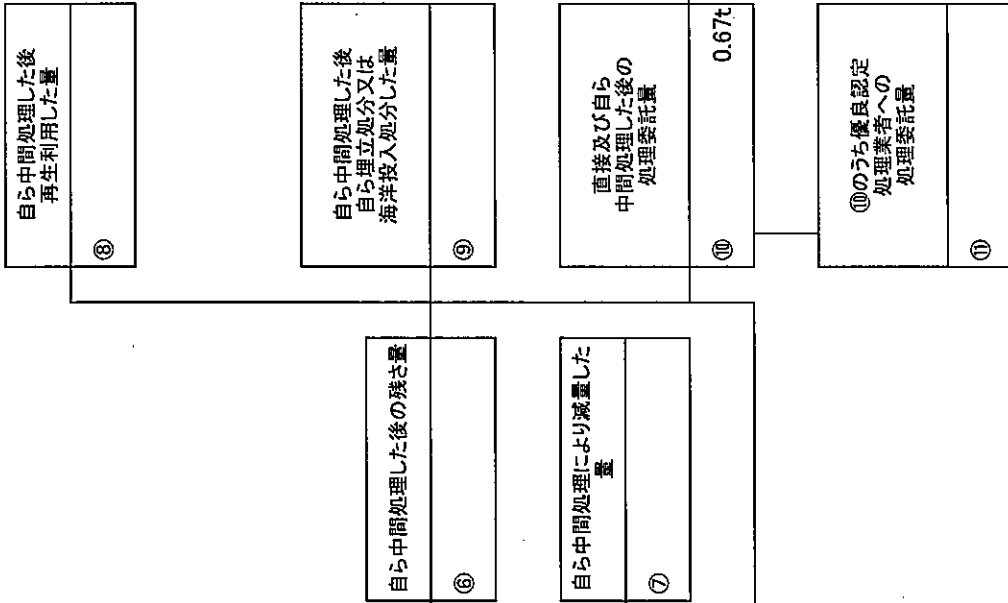 自ら中間処理した後
再生利用した量
⑧
自ら中間処理した後
自ら埋立処分又は
海洋投入処分した量
⑨
直接及び自ら
中間処理した後の
処理委託量
⑩
0.67t
⑩のうち優良認定
処理業者への
処理委託量
⑪
自ら中間処理した後の残さ量
⑥
自ら中間処理により減量した
量
⑦